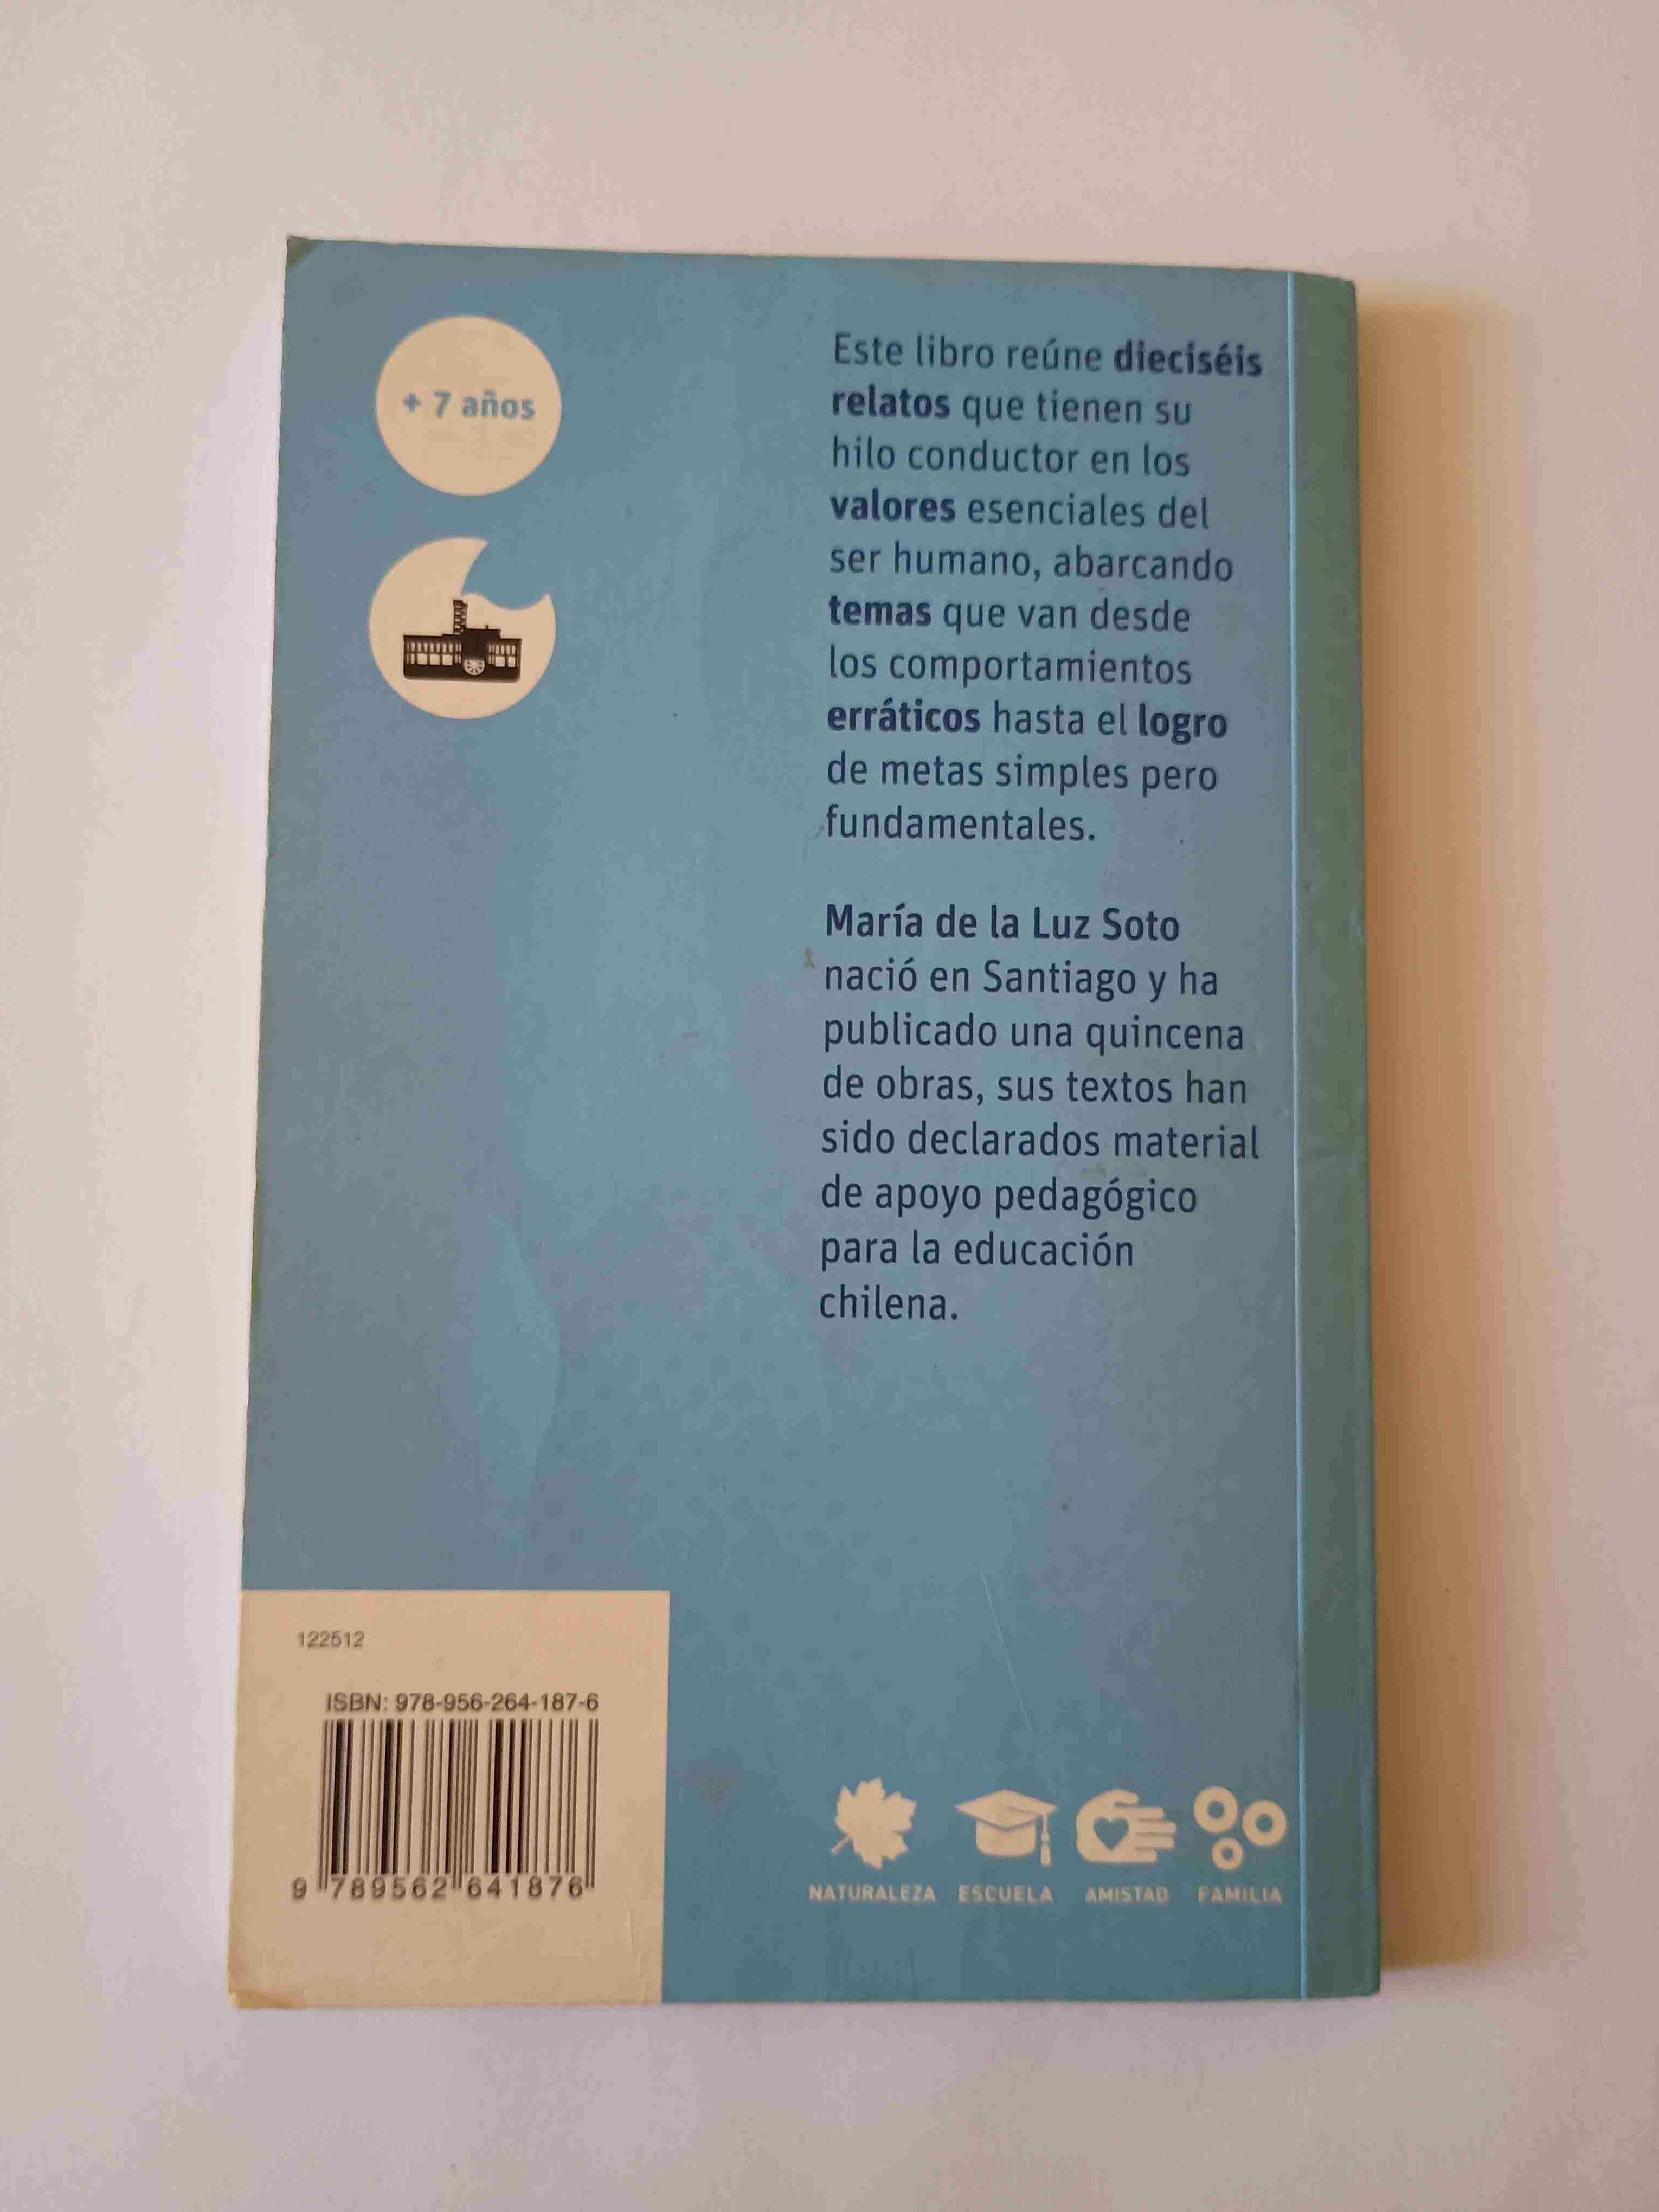 + 7 años
Este libro reúne dieciséis
relatos que tienen su
hilo conductor en los
valores esenciales del
ser humano, abarcando
temas que van desde
los comportamientos
erráticos hasta el logro
de metas simples pero
fundamentales.
María de la Luz Soto
nació en Santiago y ha
publicado una quincena
de obras, sus textos han
sido declarados material
de apoyo pedagógico
para la educación
chilena.
122512
ISBN: 978-956-264-187-6
9 789562 641876
NATURALEZA ESCUELA AMISTAD FAMILIA